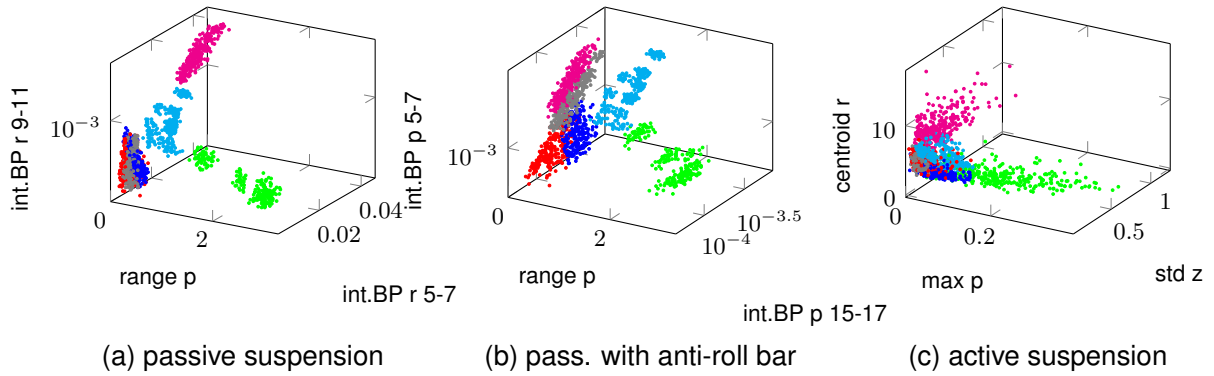 int.BP r 9-11
10⁻³
0
2
0.02
0.04
range p
int.BP r 5-7
(a) passive suspension
int.BP p 5-7
10⁻³
0
2
10⁻⁴
10⁻³·⁵
range p
int.BP p 15-17
(b) pass. with anti-roll bar
centroid r
10
0
0
0.2
0.5
1
max p
std z
(c) active suspension